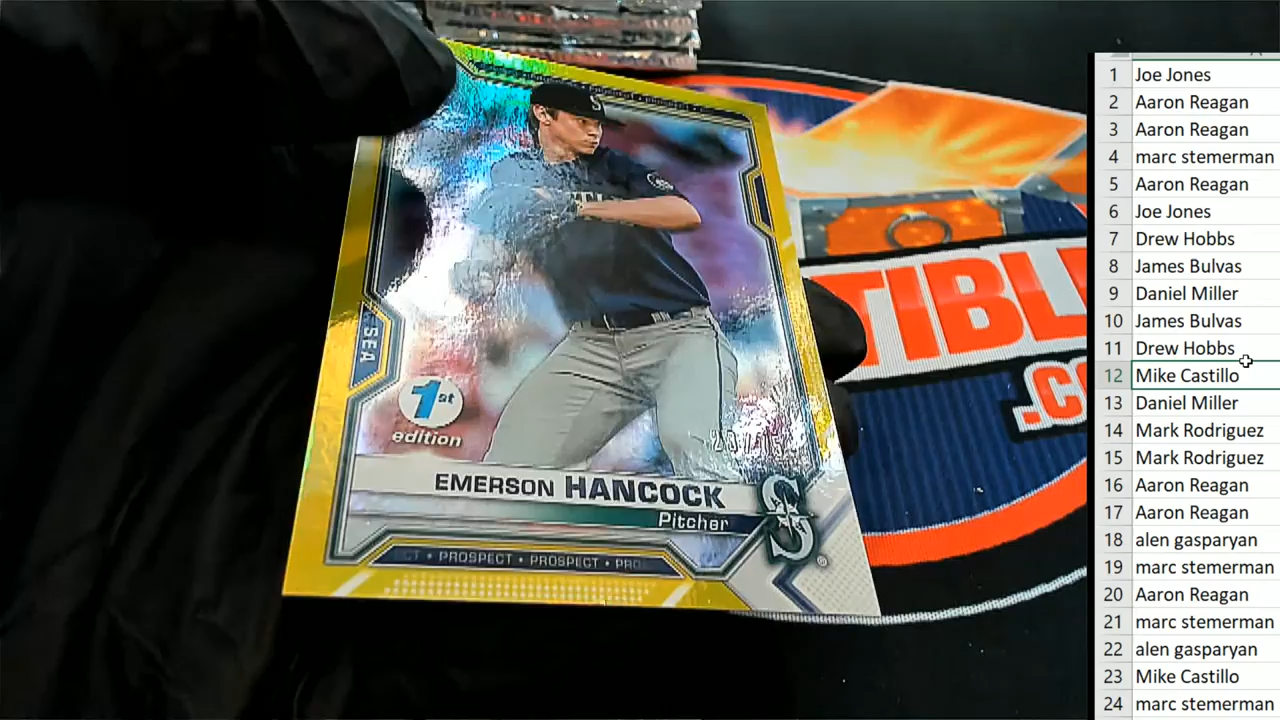 SEA
1st
edition
EMERSON HANCOCK
Pitcher
PROSPECT • PROSPECT • PRO
S
TIBL
.C
1 Joe Jones
2 Aaron Reagan
3 Aaron Reagan
4 marc stemerman
5 Aaron Reagan
6 Joe Jones
7 Drew Hobbs
8 James Bulvas
9 Daniel Miller
10 James Bulvas
11 Drew Hobbs
12 Mike Castillo
13 Daniel Miller
14 Mark Rodriguez
15 Mark Rodriguez
16 Aaron Reagan
17 Aaron Reagan
18 alen gasparyan
19 marc stemerman
20 Aaron Reagan
21 marc stemerman
22 alen gasparyan
23 Mike Castillo
24 marc stemerman